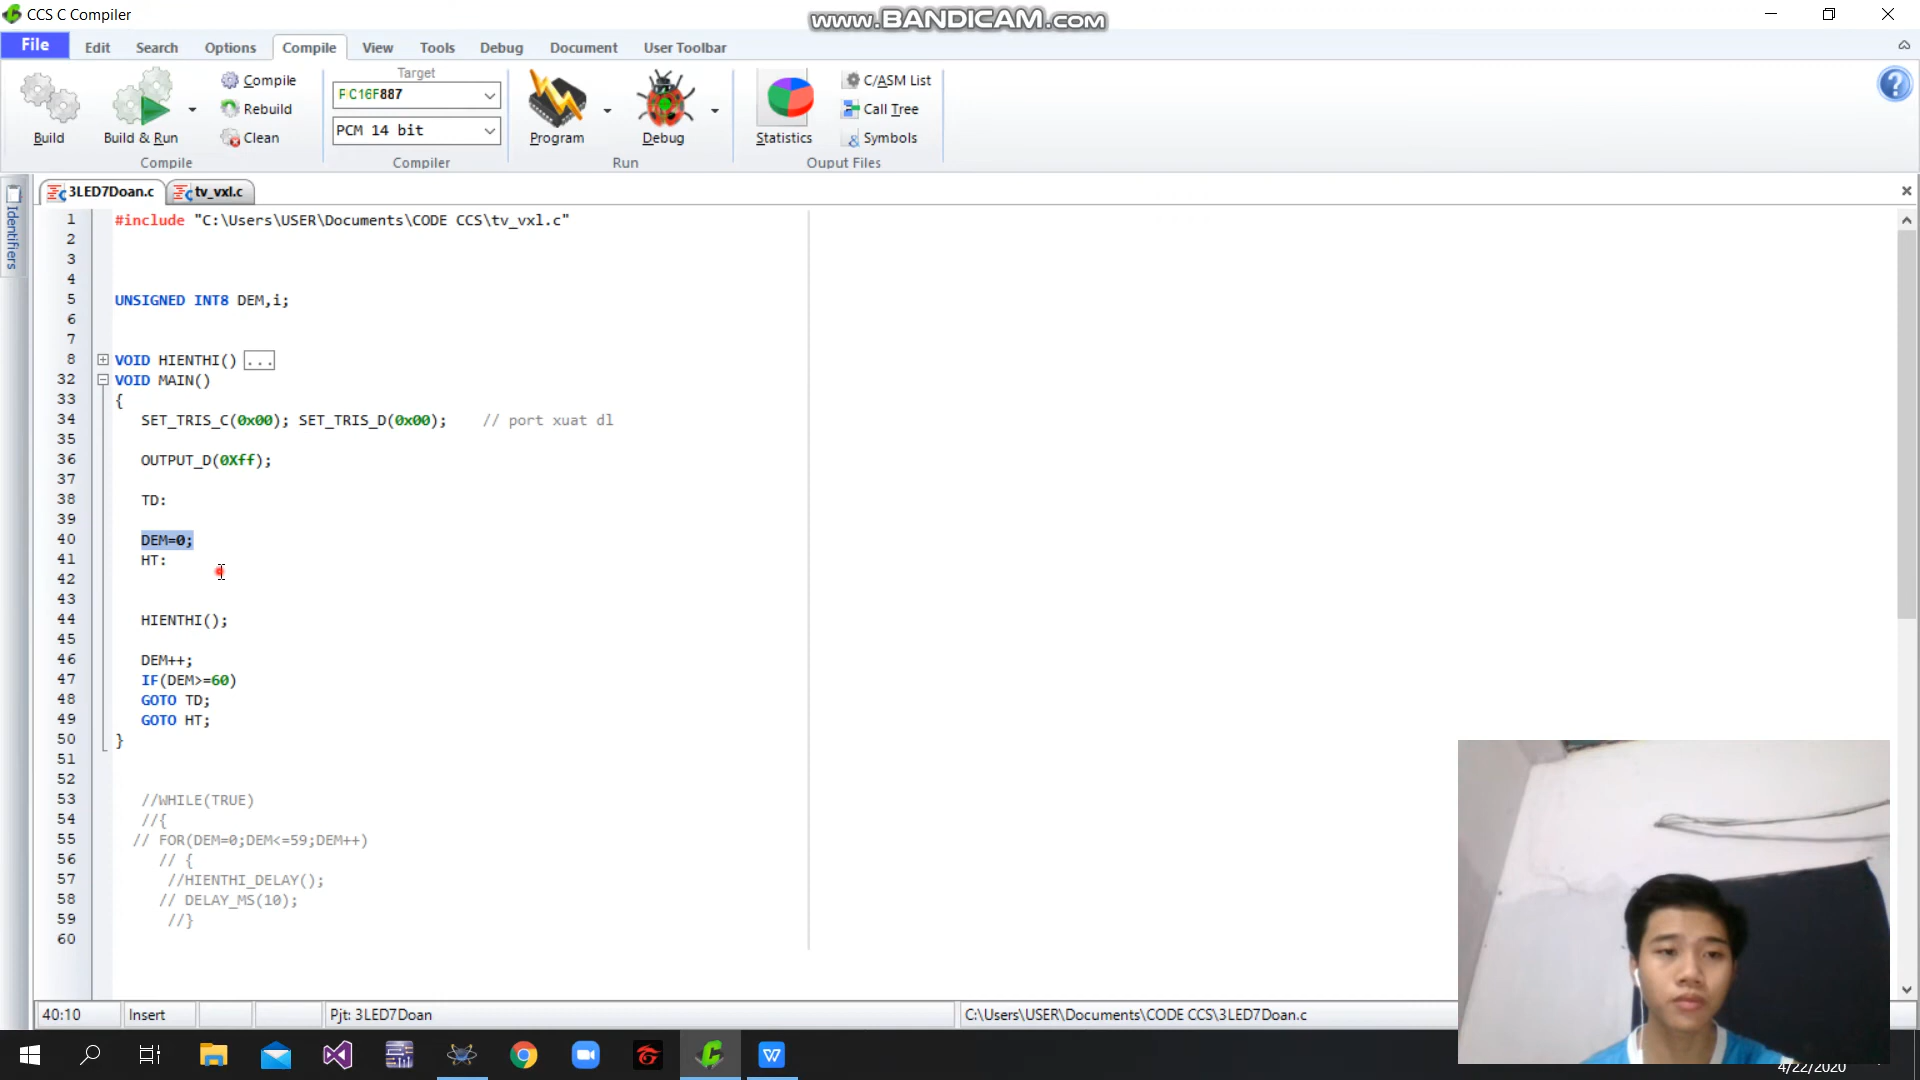 CCS C Compiler
www.BANDICAM.com
File Edit Search Options Compile View Tools Debug Document User Toolbar
Build
Build & Run
Compile
Rebuild
Clean
Compile
Target
PIC16F887
PCM 14 bit
Compiler
Program
Debug
Run
Statistics
C/ASM List
Call Tree
Symbols
Ouput Files
Identifiers
3LED7Doan.c tv_vxl.c
1 #include "C:\Users\USER\Documents\CODE CCS\tv_vxl.c"
2
3
4
5 UNSIGNED INT8 DEM,i;
6
7
8 VOID HIENTHI() ...
32 VOID MAIN()
33 {
34 SET_TRIS_C(0x00); SET_TRIS_D(0x00); // port xuat dl
35
36 OUTPUT_D(0Xff);
37
38 TD:
39
40 DEM=0;
41 HT:
42
43
44 HIENTHI();
45
46 DEM++;
47 IF(DEM>=60)
48 GOTO TD;
49 GOTO HT;
50 }
51
52
53 //WHILE(TRUE)
54 //{
55 // FOR(DEM=0;DEM<=59;DEM++)
56 // {
57 //HIENTHI_DELAY();
58 // DELAY_MS(10);
59 //}
60
40:10 Insert Pjt: 3LED7Doan C:\Users\USER\Documents\CODE CCS\3LED7Doan.c
4/22/2020